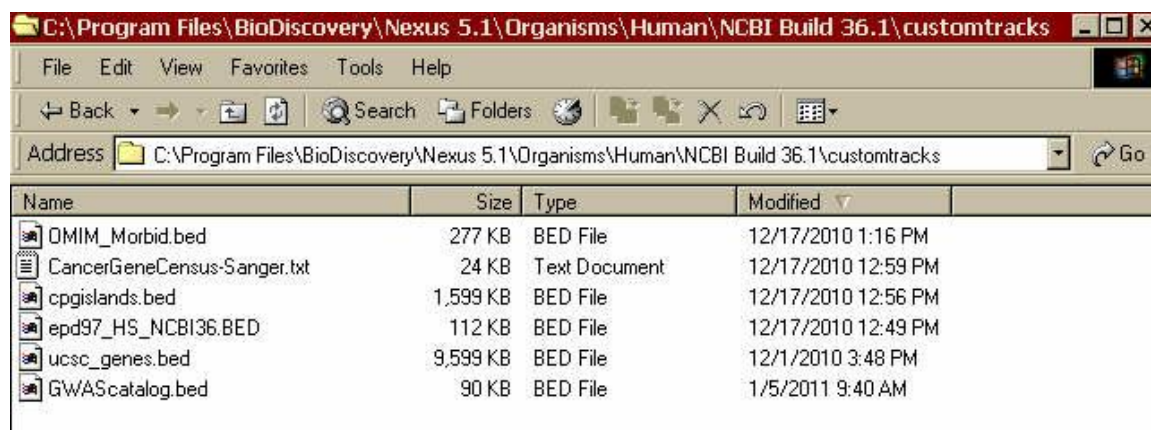 C:\Program Files\BioDiscovery\Nexus 5.1\Organisms\Human\NCBI Build 36.1\customtracks
File Edit View Favorites Tools Help
Back Search Folders
Address C:\Program Files\BioDiscovery\Nexus 5.1\Organisms\Human\NCBI Build 36.1\customtracks Go
Name Size Type Modified
OMIM_Morbid.bed 277 KB BED File 12/17/2010 1:16 PM
CancerGeneCensus-Sanger.txt 24 KB Text Document 12/17/2010 12:59 PM
cpgislands.bed 1,599 KB BED File 12/17/2010 12:56 PM
epd97_HS_NCBI36.BED 112 KB BED File 12/17/2010 12:49 PM
ucsc_genes.bed 9,599 KB BED File 12/1/2010 3:48 PM
GWAScatalog.bed 90 KB BED File 1/5/2011 9:40 AM